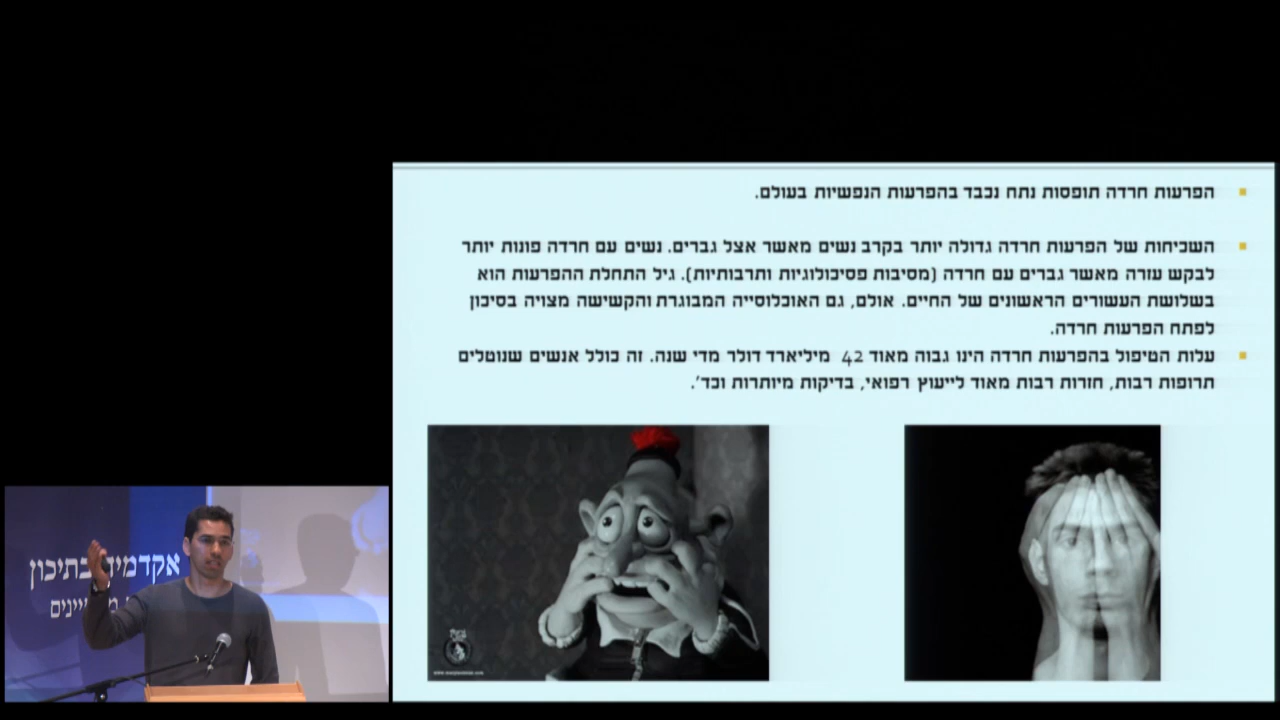 הפרעות חרדה תופסות נתח נכבד בהפרעות הנפשיות בעולם.
השכיחות של הפרעות חרדה גדולה יותר בקרב נשים מאשר אצל גברים. נשים עם חרדה פונות יותר
לבקש עזרה מאשר גברים עם חרדה (מסיבות פסיכולוגיות ותרבותיות). גיל התחלת ההפרעות הוא
בשלושת העשורים הראשונים של החיים. אולם, גם האוכלוסייה המבוגרת והקשישה מצויה בסיכון
לפתח הפרעות חרדה.
עלות הטיפול בהפרעות חרדה הינו גבוה מאוד 42 מיליארד דולר מדי שנה. זה כולל אנשים שנוטלים
תרופות רבות, חזרות רבות מאוד לייעוץ רפואי, בדיקות מיותרות וכד'.
אקדמיה בתיכון